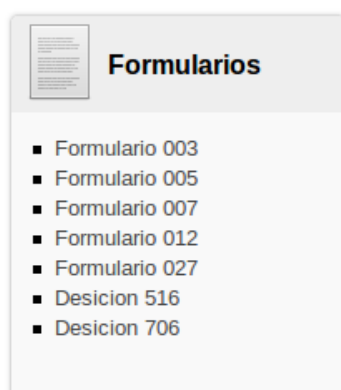 Formularios
Formulario 003
Formulario 005
Formulario 007
Formulario 012
Formulario 027
Desicion 516
Desicion 706